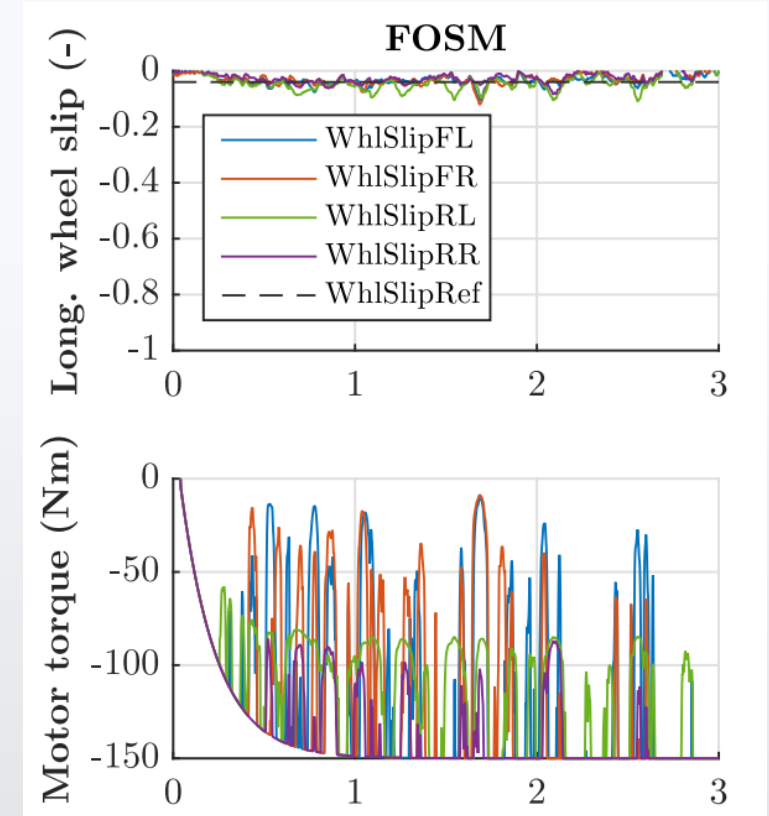 FOSM
Long. wheel slip (-)
0
-0.2
-0.4
-0.6
-0.8
-1
WhlSlipFL
WhlSlipFR
WhlSlipRL
WhlSlipRR
WhlSlipRef
0 1 2 3
Motor torque (Nm)
0
-50
-100
-150
0 1 2 3